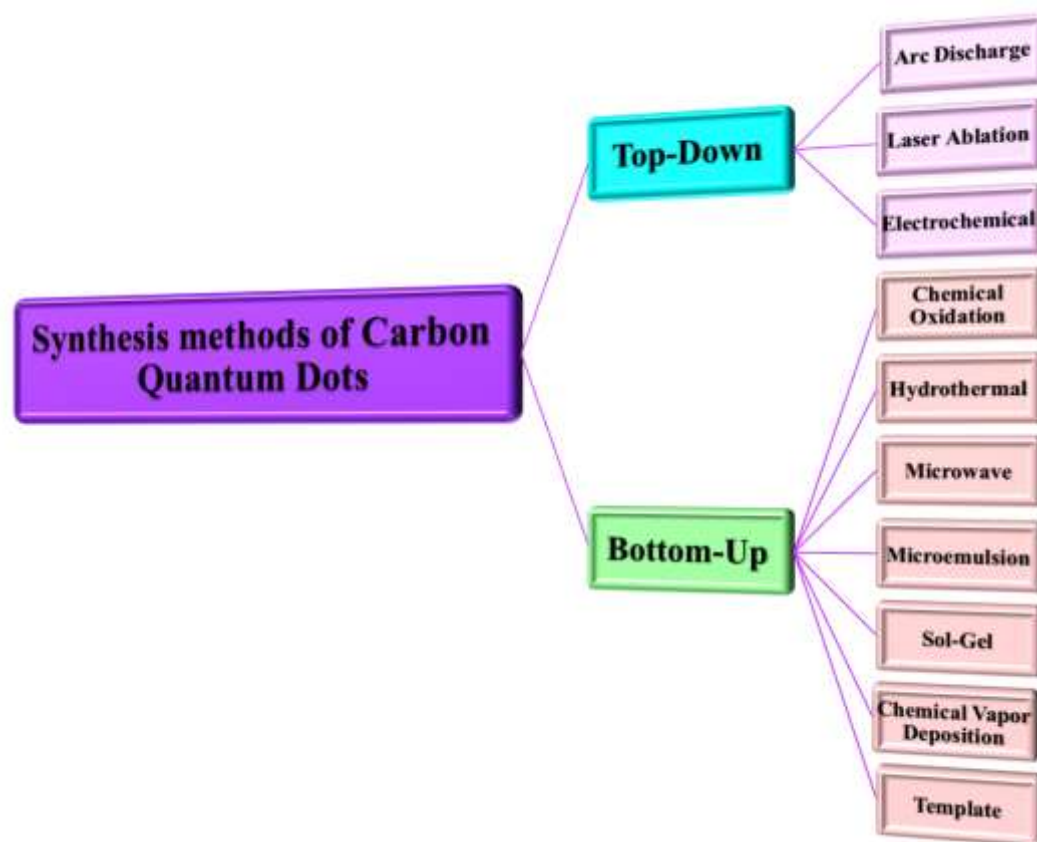 Synthesis methods of Carbon
Quantum Dots
Top-Down
Arc Discharge
Laser Ablation
Electrochemical
Bottom-Up
Chemical
Oxidation
Hydrothermal
Microwave
Microemulsion
Sol-Gel
Chemical Vapor
Deposition
Template